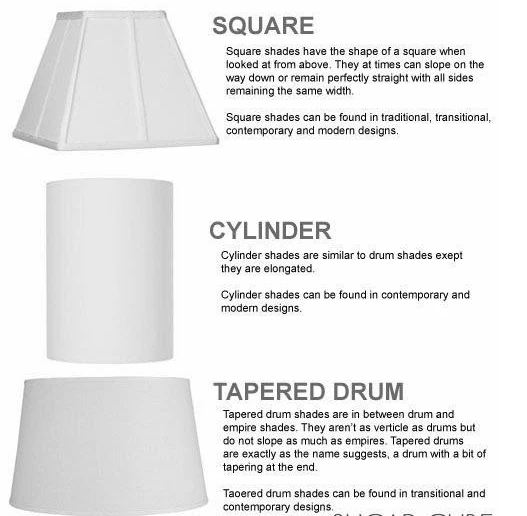 SQUARE
Square shades have the shape of a square when
looked at from above. They at times can slope on the
way down or remain perfectly straight with all sides
remaining the same width.
Square shades can be found in traditional, transitional,
contemporary and modern designs.
CYLINDER
Cylinder shades are similar to drum shades exept
they are elongated.
Cylinder shades can be found in contemporary and
modern designs.
TAPERED DRUM
Tapered drum shades are in between drum and
empire shades. They aren't as verticle as drums but
do not slope as much as empires. Tapered drums
are exactly as the name suggests, a drum with a bit of
tapering at the end.
Tapered drum shades can be found in transitional and
contemporary designs.